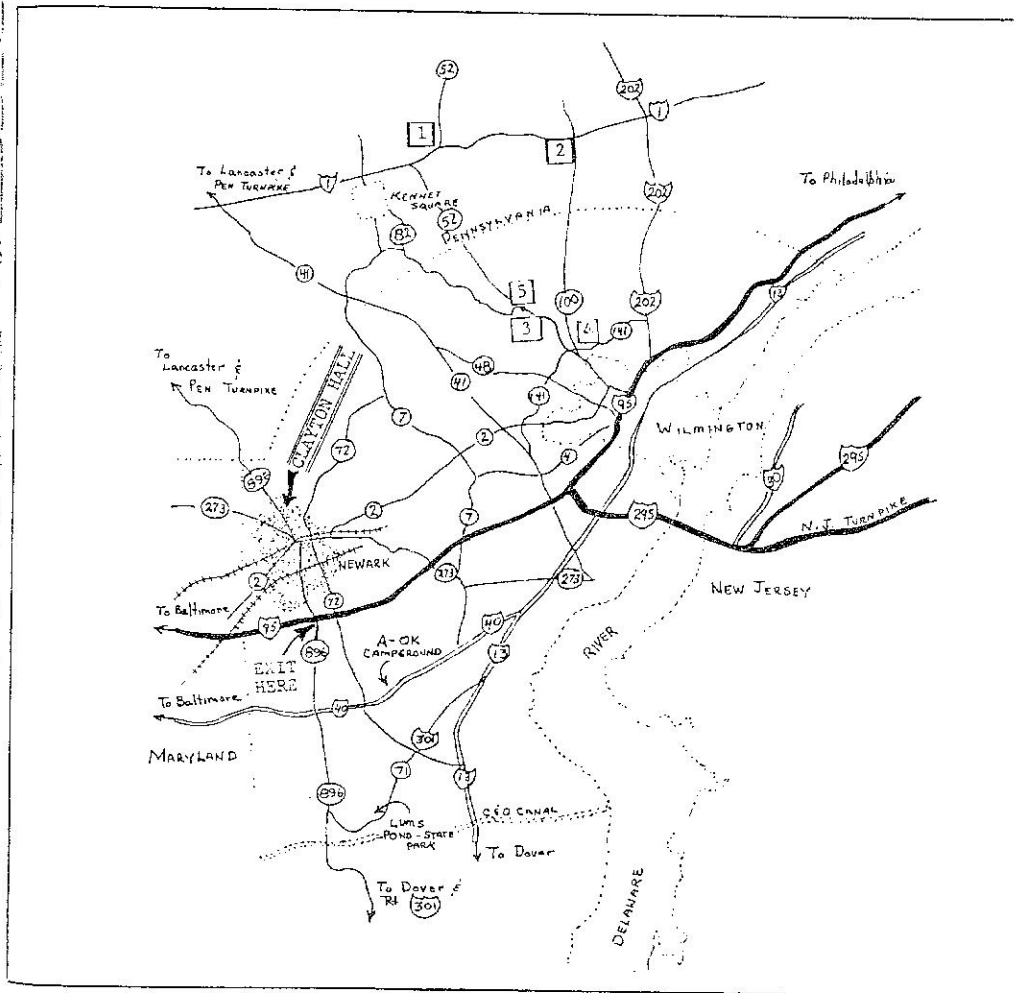 52
202
1
1
2
To Lancaster &
PEN TURNPIKE
1
To Philadelphia
KENNET
SQUARE
202
52
PENNSYLVANIA
82
41
5
100
202
13
3
141
To
Lancaster &
PEN TURNPIKE
48
41
CLAYTON HALL
141
95
7
WILMINGTON
2
72
4
295
896
273
2
7
295
N.J. TURNPIKE
NEWARK
2
273
273
NEW JERSEY
72
To Baltimore
95
40
RIVER
896
A-OK
CAMPGROUND
13
EXIT
HERE
To Baltimore
40
MARYLAND
301
71
13
896
LUMS
POND-STATE
PARK
C&D CANAL
To Dover
To Dover &
Rt 301
DELAWARE